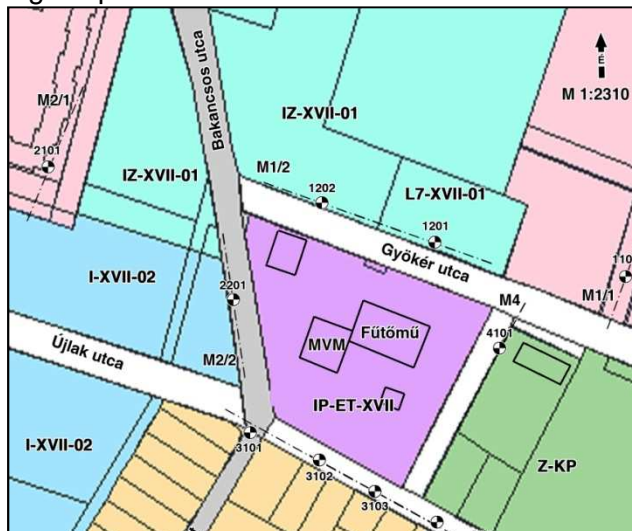 M2/1
2101
IZ-XVII-01
Bakancsos utca
IZ-XVII-01
É
M 1:2310
M1/2
1202
L7-XVII-01
1201
Gyökér utca
I-XVII-02
2201
M1/1
M4
4101
MVM
Fűtőmű
Újlak utca
M2/2
IP-ET-XVII
I-XVII-02
3101
3102
3103
Z-KP